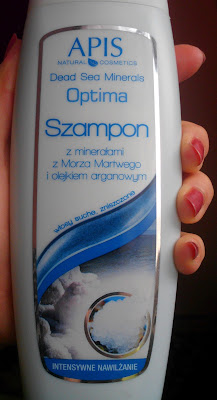 APIS
NATURAL COSMETICS
Dead Sea Minerals
Optima
Szampon
z minerałami
z Morza Martwego
i olejkiem arganowym
włosy suche, zniszczone
INTENSYWNE NAWILŻANIE